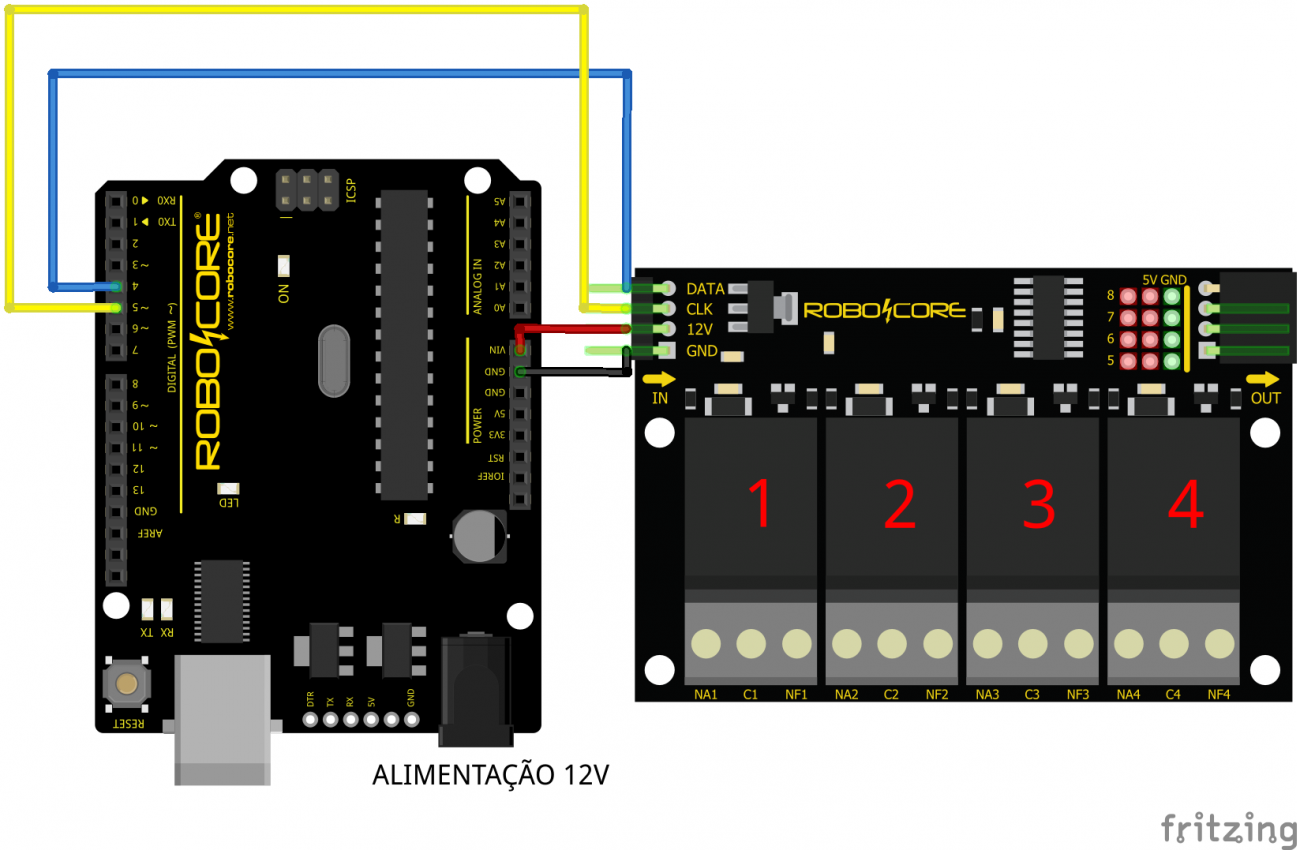 ICSP
ON
ROBOCORE®
www.robocore.net
DIGITAL (PWM ~)
0 ▶ RX0
1 ◀ TX0
2
3 ~
4
5 ~
6 ~
7
8
9 ~
10 ~
11 ~
12
13
GND
AREF
LED
A5
A4
A3
A2
A1
A0
ANALOG IN
VIN
GND
GND
5V
3V3
RST
IOREF
POWER
R
TX
RX
RESET
DTR
TX
RX
5V
GND
ALIMENTAÇÃO 12V
DATA
CLK
12V
GND
IN
ROBOCORE
5V GND
8
7
6
5
OUT
1
2
3
4
NA1 C1 NF1
NA2 C2 NF2
NA3 C3 NF3
NA4 C4 NF4
fritzing